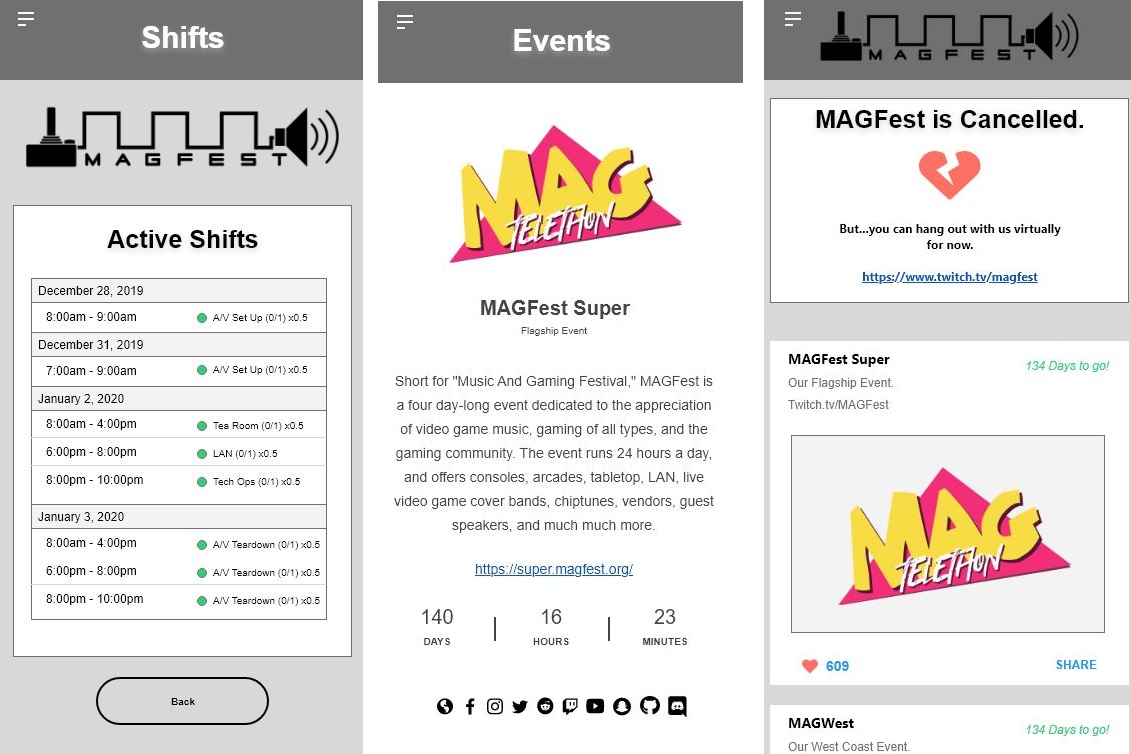 Shifts
MAGFEST
Active Shifts
December 28, 2019
8:00am - 9:00am A/V Set Up (0/1) x0.5
December 31, 2019
7:00am - 9:00am A/V Set Up (0/1) x0.5
January 2, 2020
8:00am - 4:00pm Tea Room (0/1) x0.5
6:00pm - 8:00pm LAN (0/1) x0.5
8:00pm - 10:00pm Tech Ops (0/1) x0.5
January 3, 2020
8:00am - 4:00pm A/V Teardown (0/1) x0.5
6:00pm - 8:00pm A/V Teardown (0/1) x0.5
8:00pm - 10:00pm A/V Teardown (0/1) x0.5
Back
Events
MAG
TELETHON
MAGFest Super
Flagship Event
Short for "Music And Gaming Festival," MAGFest is
a four day-long event dedicated to the appreciation
of video game music, gaming of all types, and the
gaming community. The event runs 24 hours a day,
and offers consoles, arcades, tabletop, LAN, live
video game cover bands, chiptunes, vendors, guest
speakers, and much much more.
https://super.magfest.org/
140 | 16 | 23
DAYS HOURS MINUTES
MAGFEST
MAGFest is Cancelled.
But...you can hang out with us virtually
for now.
https://www.twitch.tv/magfest
MAGFest Super
134 Days to go!
Our Flagship Event.
Twitch.tv/MAGFest
MAG
TELETHON
609 SHARE
MAGWest
134 Days to go!
Our West Coast Event.